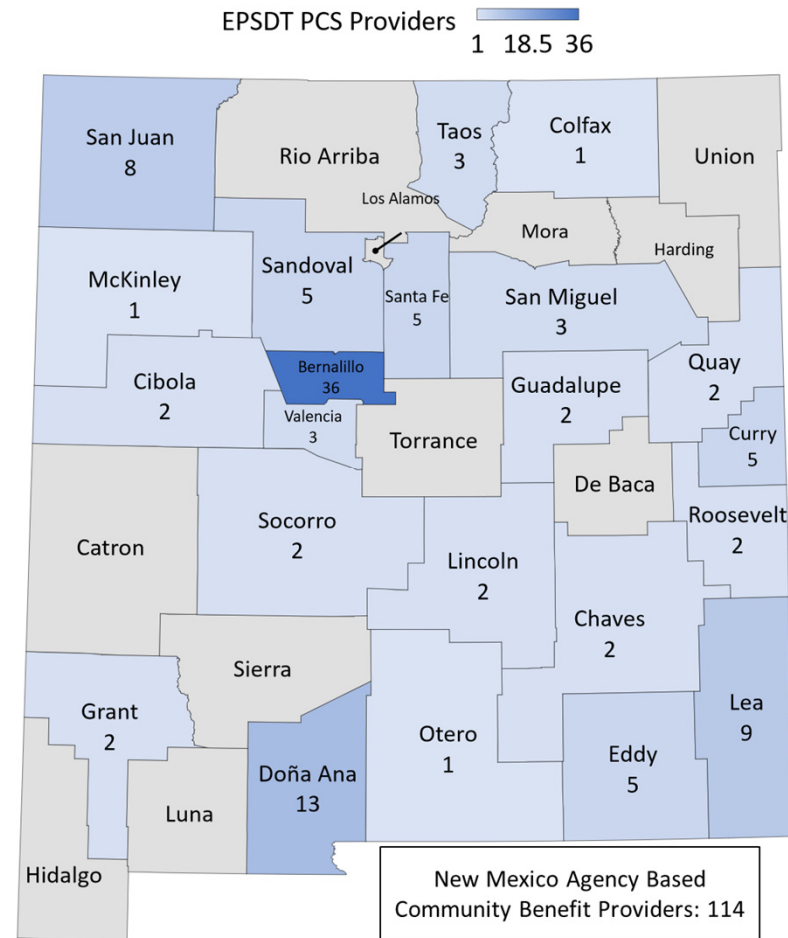 EPSDT PCS Providers
1 18.5 36
San Juan
8
Rio Arriba
Taos
3
Colfax
1
Union
Los Alamos
Mora
Harding
McKinley
1
Sandoval
5
Santa Fe
5
San Miguel
3
Bernalillo
36
Cibola
2
Valencia
3
Torrance
Guadalupe
2
Quay
2
Curry
5
De Baca
Roosevelt
2
Catron
Socorro
2
Lincoln
2
Chaves
2
Sierra
Grant
2
Otero
1
Lea
9
Eddy
5
Doña Ana
13
Luna
Hidalgo
New Mexico Agency Based
Community Benefit Providers: 114